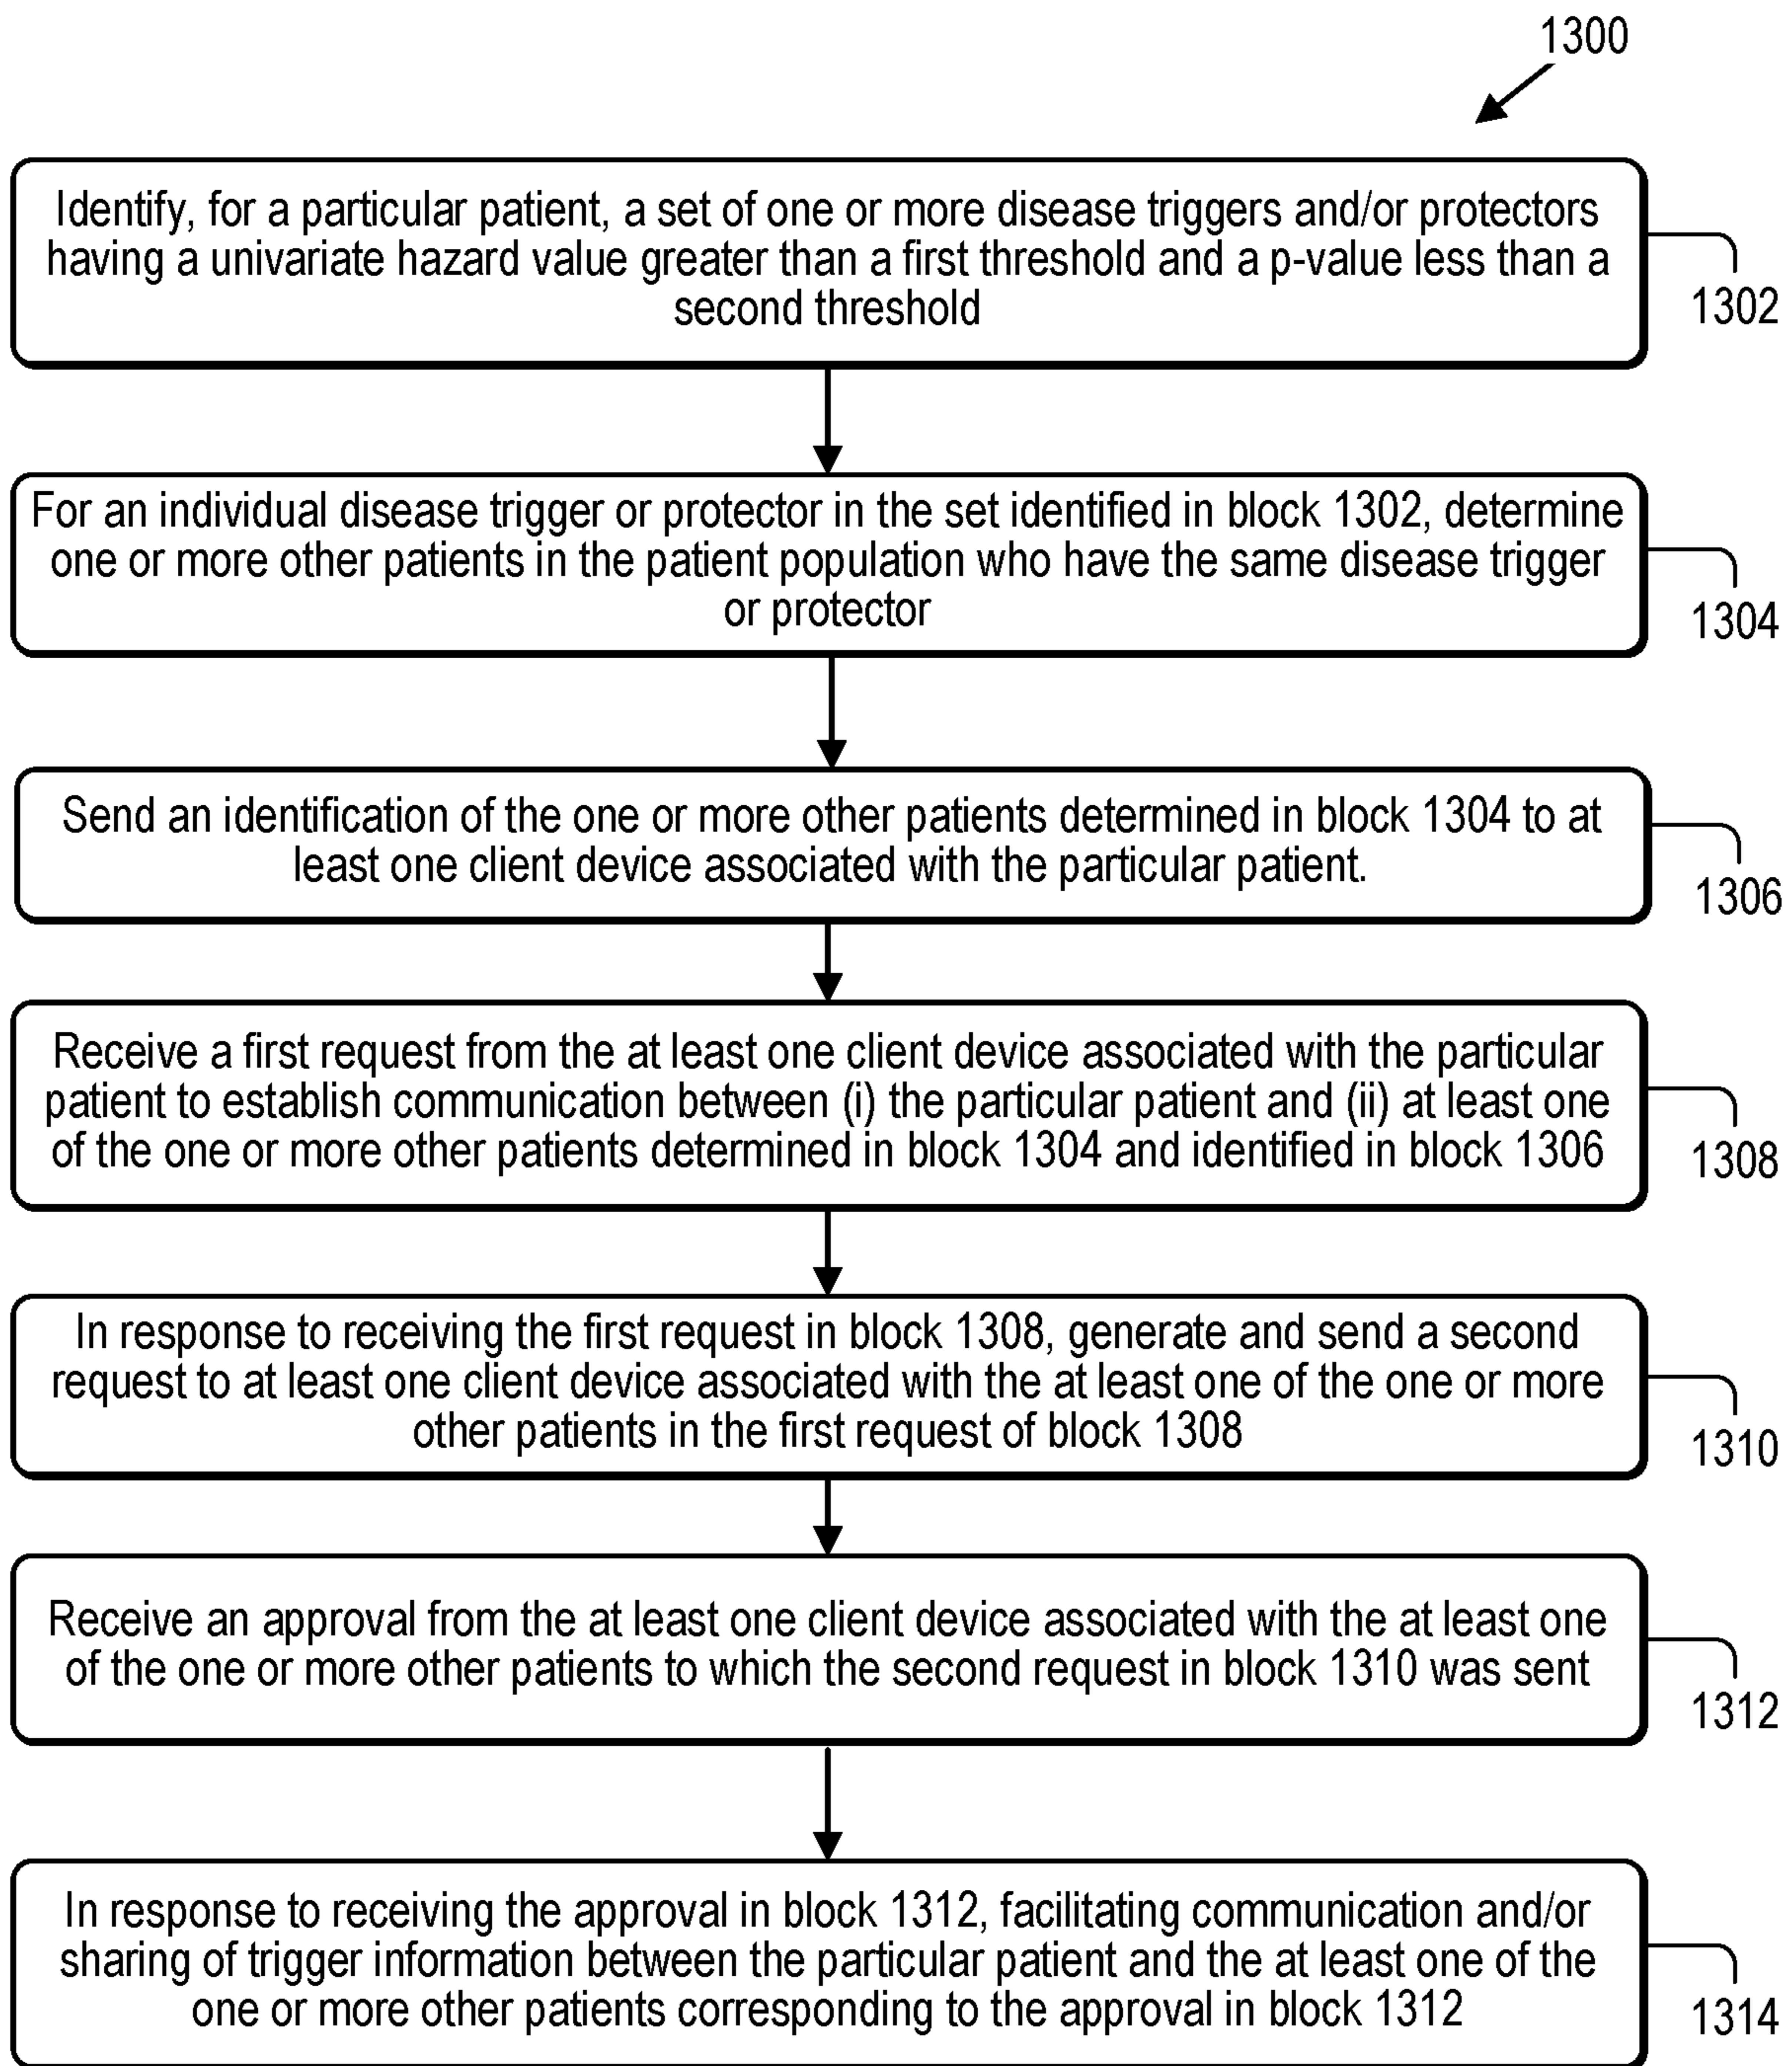 1300
Identify, for a particular patient, a set of one or more disease triggers and/or protectors
having a univariate hazard value greater than a first threshold and a p-value less than a
second threshold
1302
For an individual disease trigger or protector in the set identified in block 1302, determine
one or more other patients in the patient population who have the same disease trigger
or protector
1304
Send an identification of the one or more other patients determined in block 1304 to at
least one client device associated with the particular patient.
1306
Receive a first request from the at least one client device associated with the particular
patient to establish communication between (i) the particular patient and (ii) at least one
of the one or more other patients determined in block 1304 and identified in block 1306
1308
In response to receiving the first request in block 1308, generate and send a second
request to at least one client device associated with the at least one of the one or more
other patients in the first request of block 1308
1310
Receive an approval from the at least one client device associated with the at least one
of the one or more other patients to which the second request in block 1310 was sent
1312
In response to receiving the approval in block 1312, facilitating communication and/or
sharing of trigger information between the particular patient and the at least one of the
one or more other patients corresponding to the approval in block 1312
1314